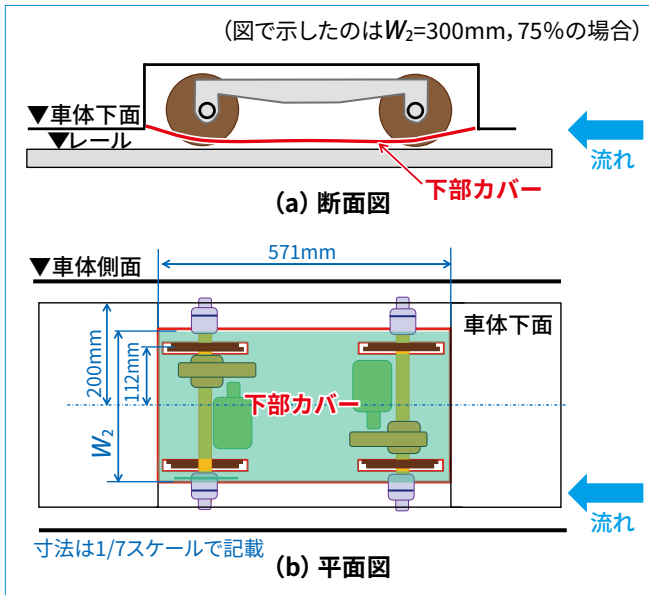 （図で示したのはW₂=300mm，75%の場合）
▼車体下面
▼レール
流れ
下部カバー
(a) 断面図
571mm
▼車体側面
車体下面
200mm
112mm
W₂
下部カバー
流れ
寸法は1/7スケールで記載
(b) 平面図